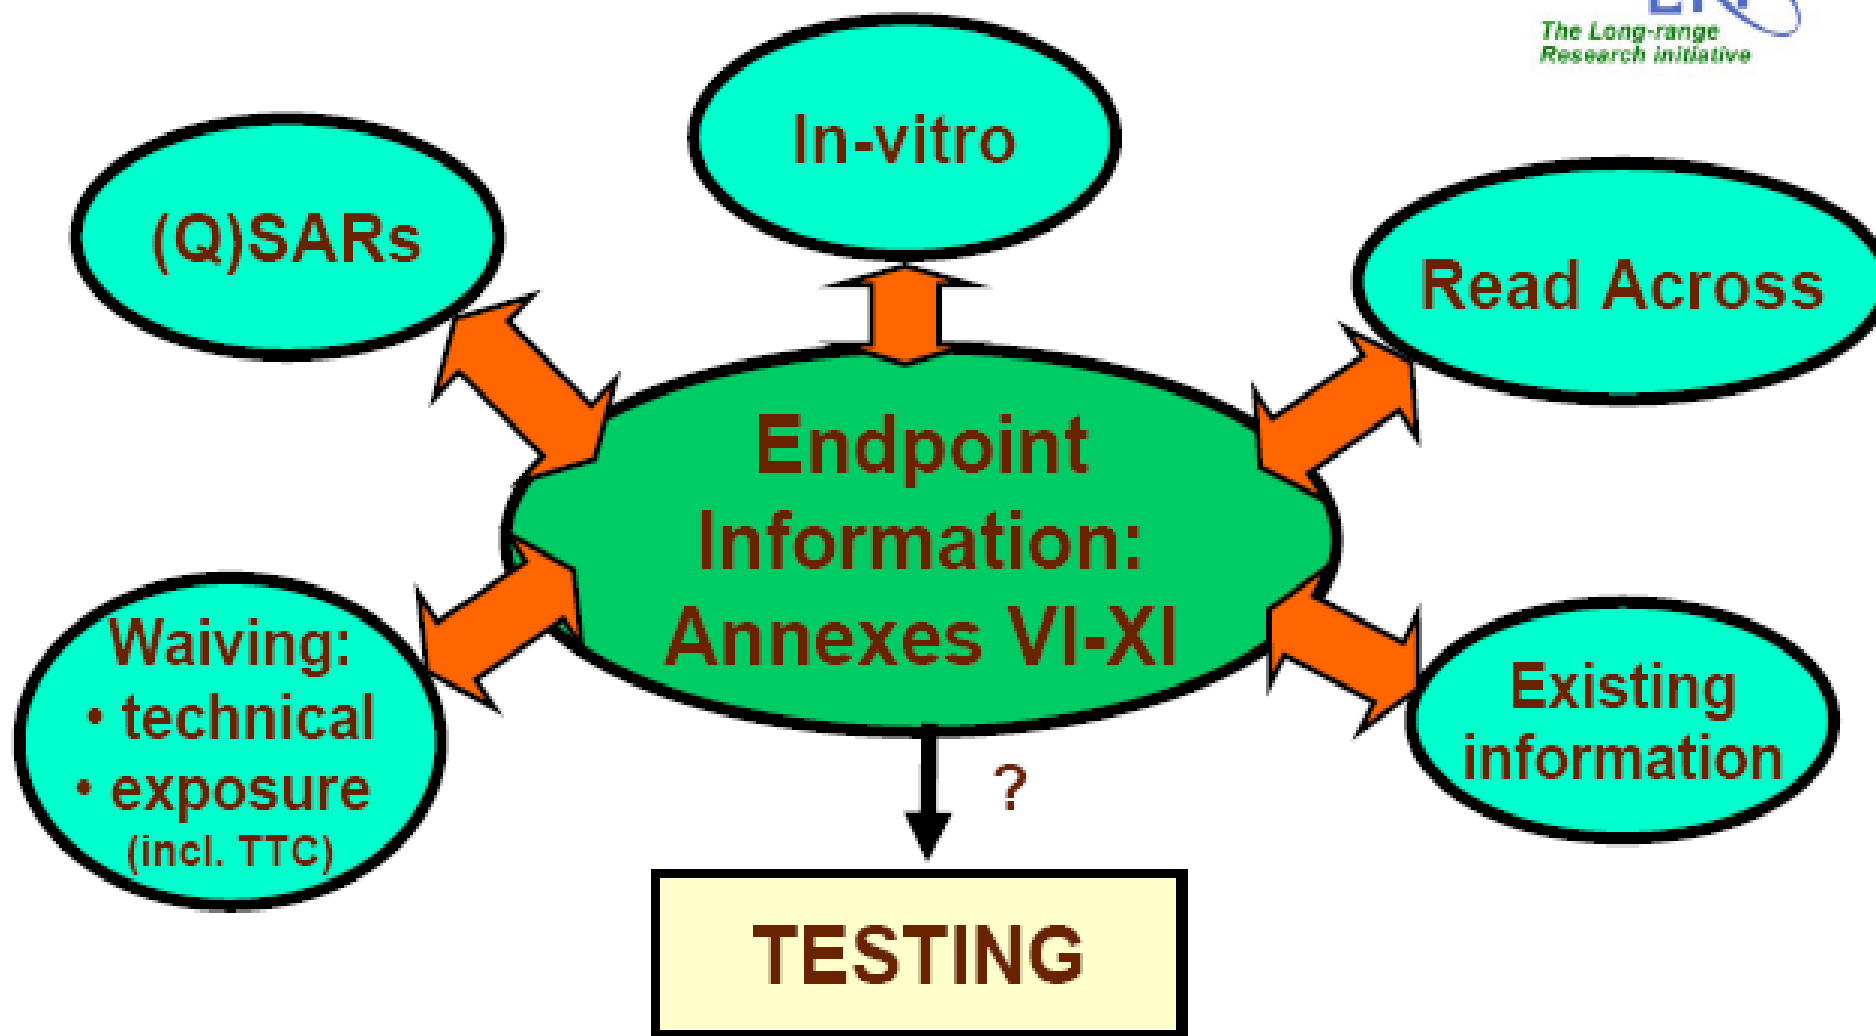 The Long-range
Research initiative
In-vitro
(Q)SARs
Read Across
Endpoint
Information:
Annexes VI-XI
Waiving:
• technical
• exposure
(incl. TTC)
Existing
information
?
TESTING